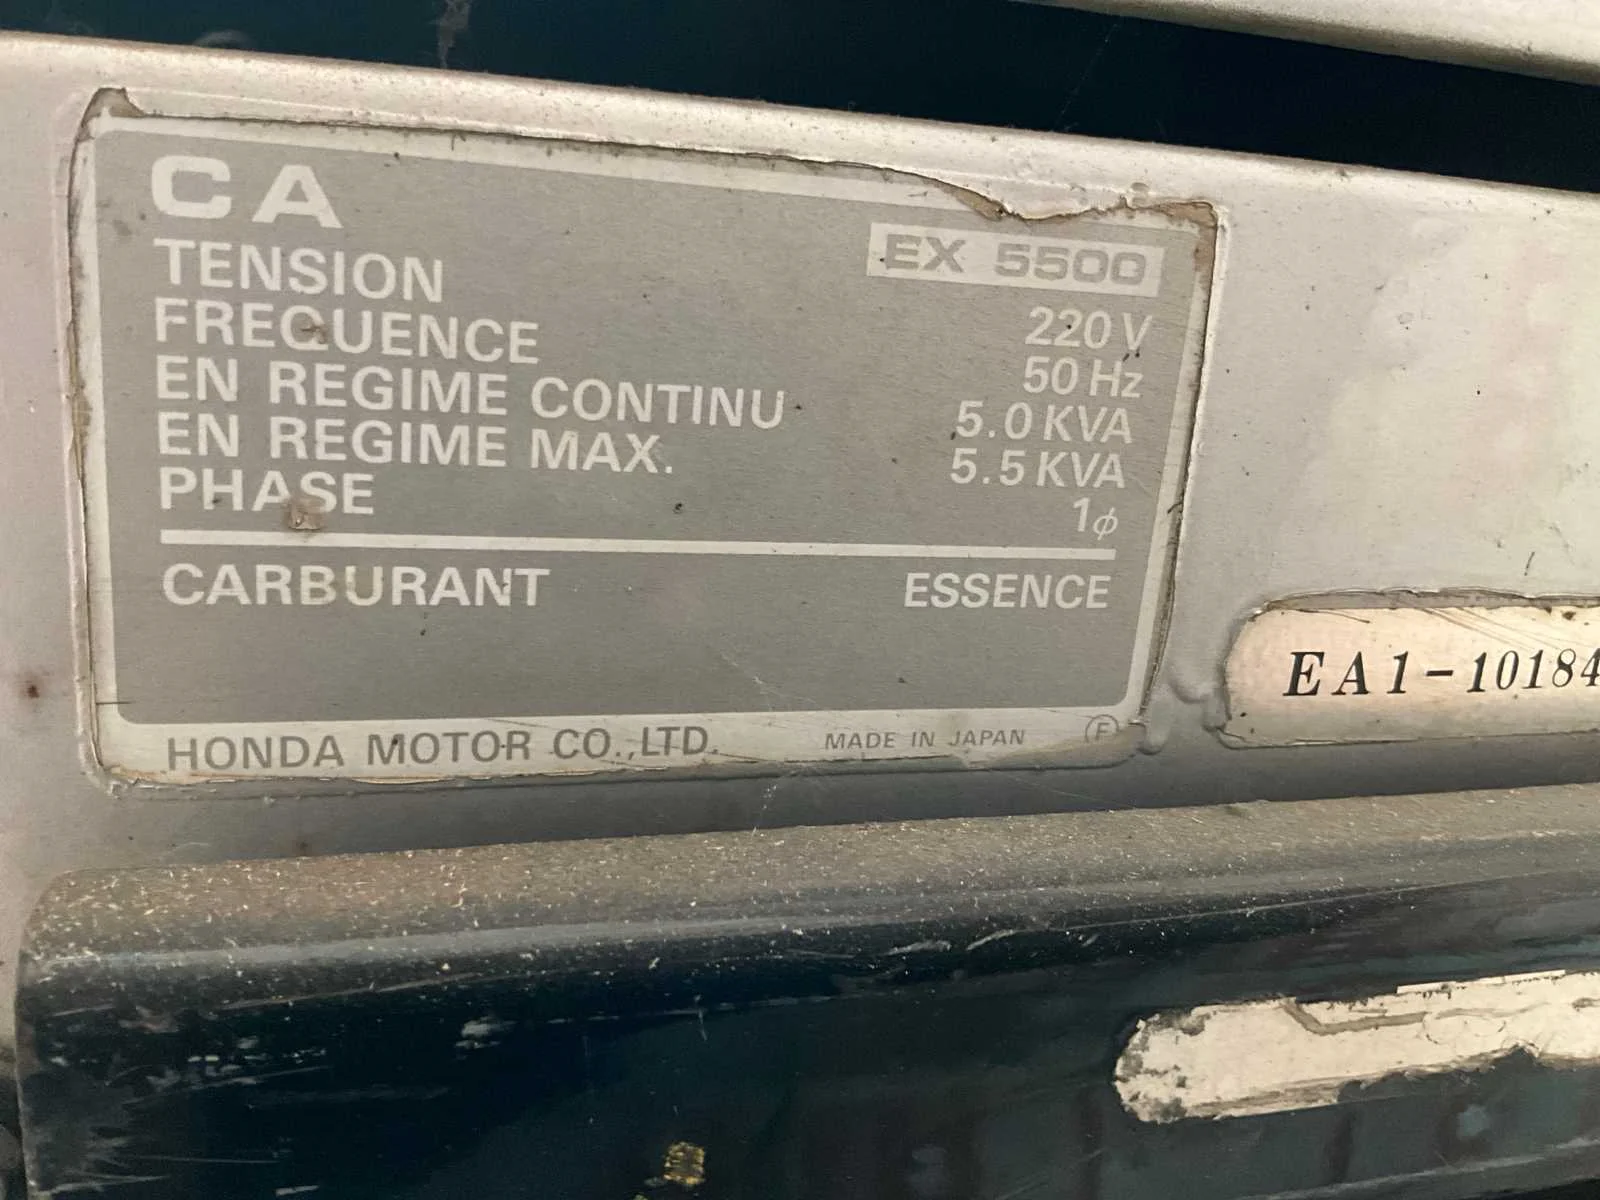 CA
EX 5500
TENSION 220 V
FREQUENCE 50 Hz
EN REGIME CONTINU 5.0 KVA
EN REGIME MAX. 5.5 KVA
PHASE 1ϕ
CARBURANT ESSENCE
HONDA MOTOR CO.,LTD. MADE IN JAPAN F
EA1-10184